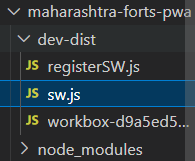 maharashtra-forts-pwa
dev-dist
JS registerSW.js
JS sw.js
JS workbox-d9a5ed5...
node_modules